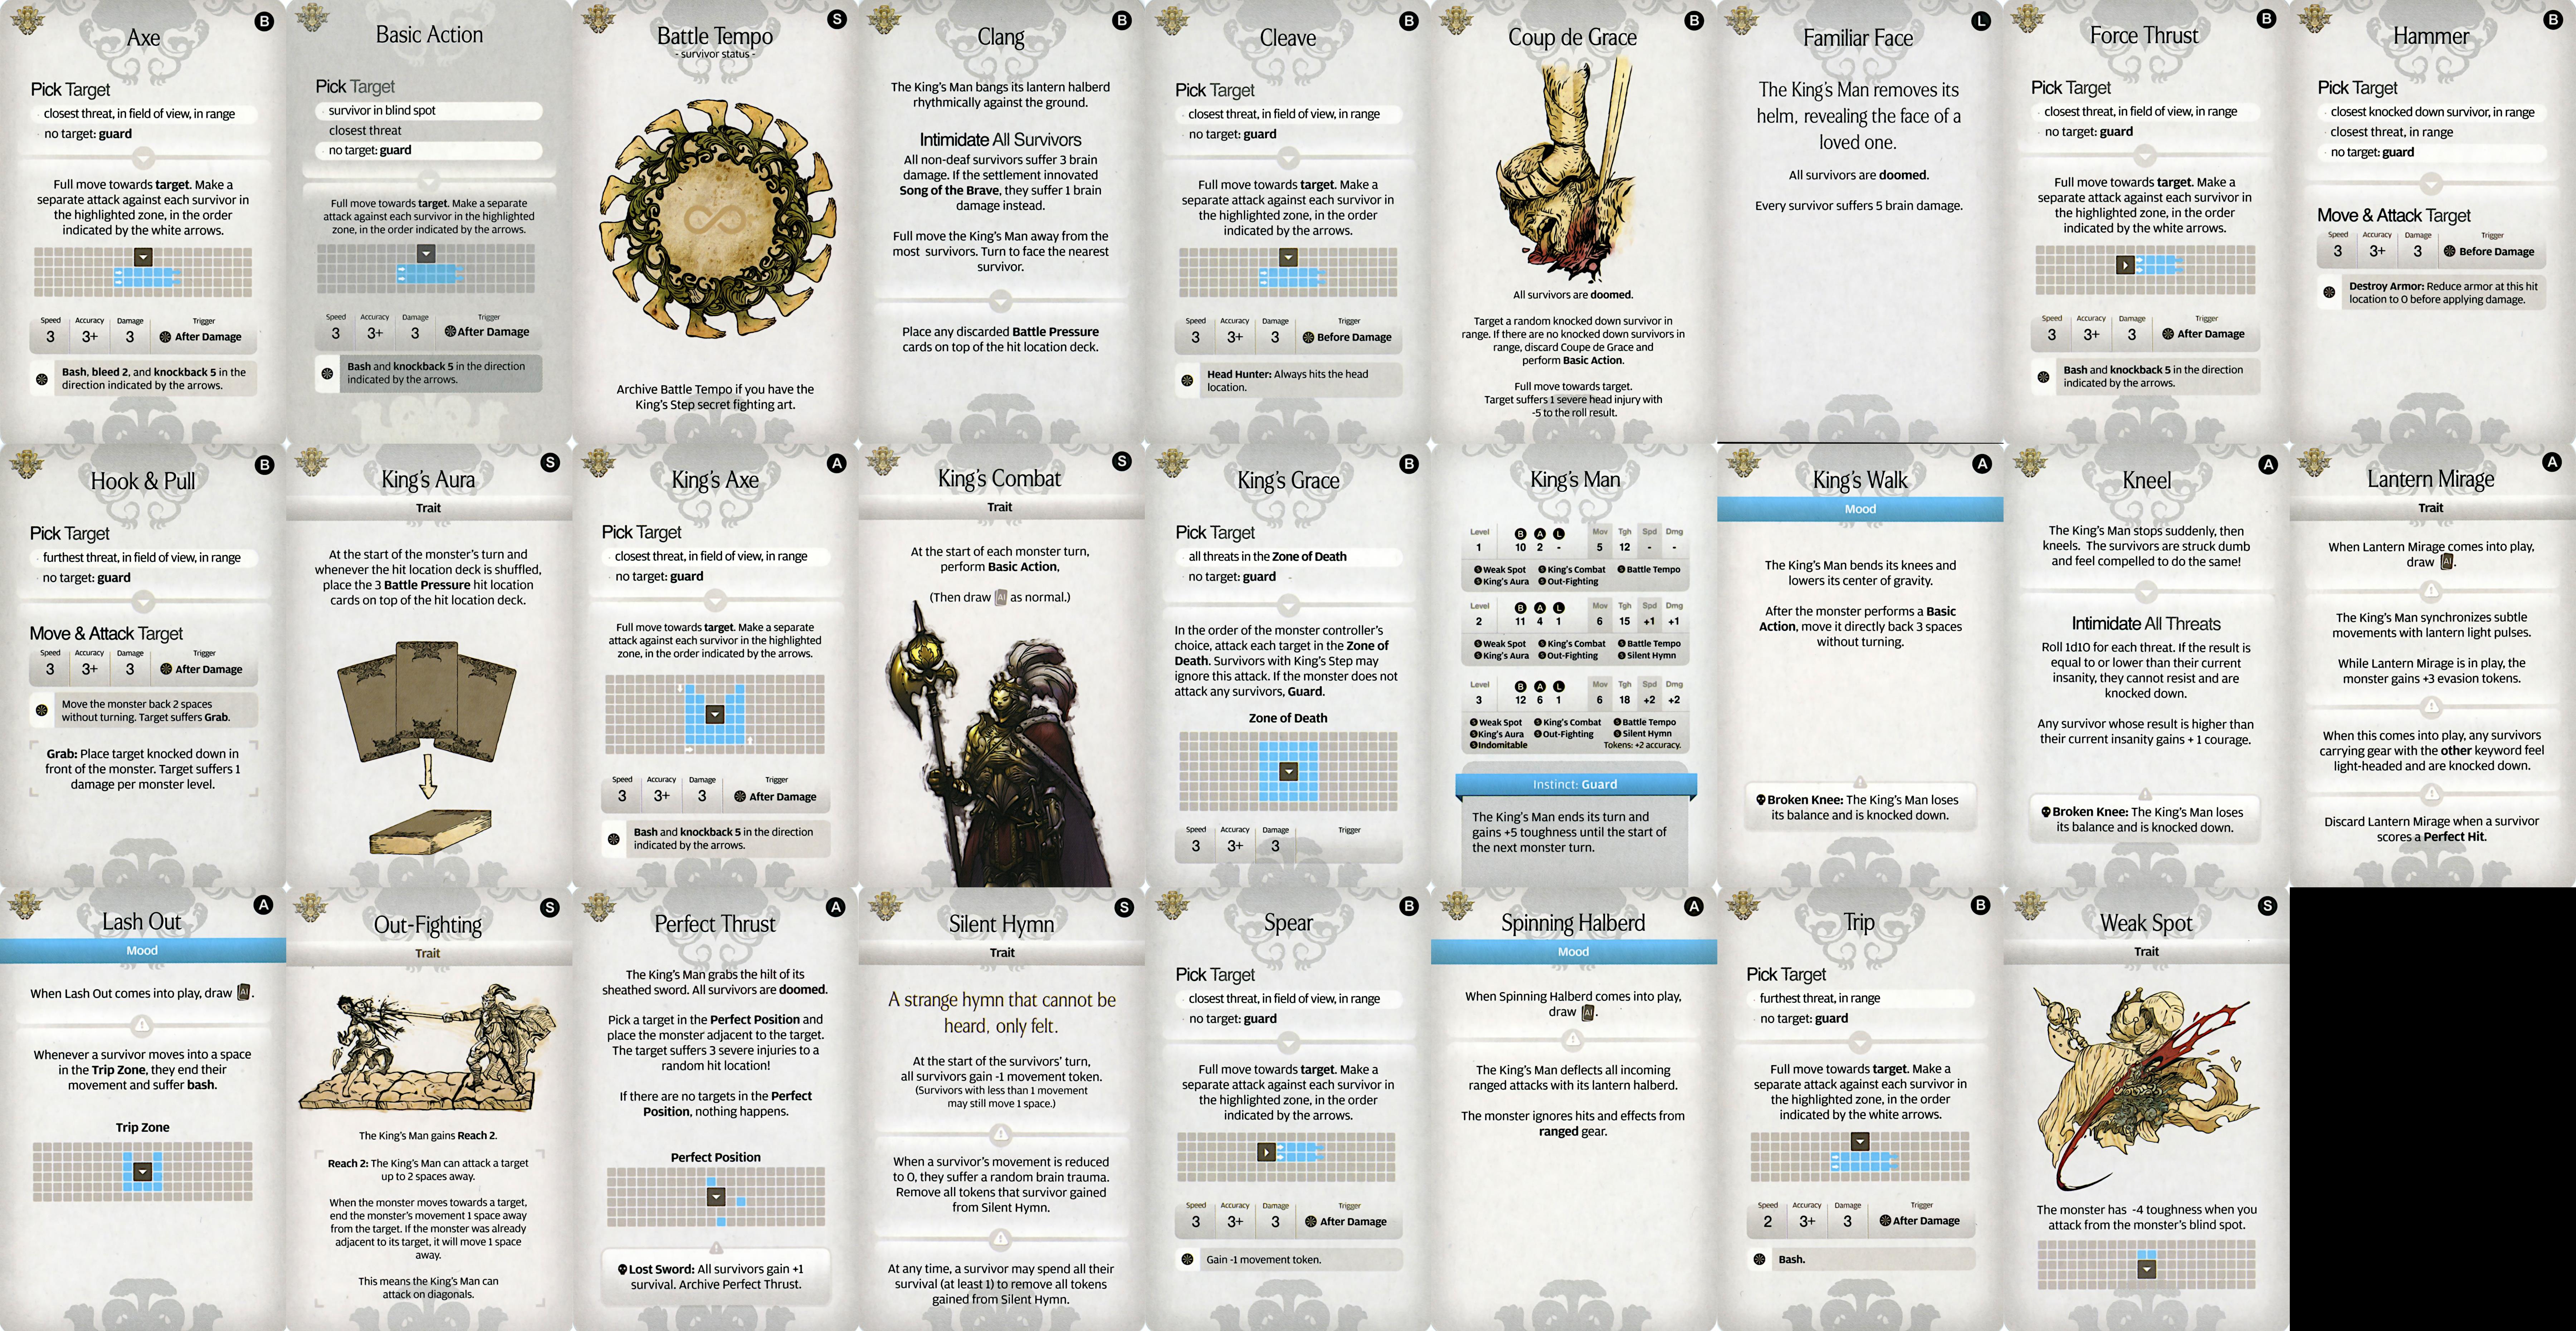 Axe
B
Pick Target
closest threat, in field of view, in range
no target: guard
Full move towards target. Make a
separate attack against each survivor in
the highlighted zone, in the order
indicated by the white arrows.
Speed Accuracy Damage Trigger
3 3+ 3 After Damage
Bash, bleed 2, and knockback 5 in the
direction indicated by the arrows.
Basic Action
Pick Target
survivor in blind spot
closest threat
no target: guard
Full move towards target. Make a separate
attack against each survivor in the highlighted
zone, in the order indicated by the arrows.
Speed Accuracy Damage Trigger
3 3+ 3 After Damage
Bash and knockback 5 in the direction
indicated by the arrows.
Battle Tempo
S
- survivor status -
Archive Battle Tempo if you have the
King's Step secret fighting art.
Clang
B
The King's Man bangs its lantern halberd
rhythmically against the ground.
Intimidate All Survivors
All non-deaf survivors suffer 3 brain
damage. If the settlement innovated
Song of the Brave, they suffer 1 brain
damage instead.
Full move the King's Man away from the
most survivors. Turn to face the nearest
survivor.
Place any discarded Battle Pressure
cards on top of the hit location deck.
Cleave
B
Pick Target
closest threat, in field of view, in range
no target: guard
Full move towards target. Make a
separate attack against each survivor in
the highlighted zone, in the order
indicated by the arrows.
Speed Accuracy Damage Trigger
3 3+ 3 Before Damage
Head Hunter: Always hits the head
location.
Coup de Grace
B
All survivors are doomed.
Target a random knocked down survivor in
range. If there are no knocked down survivors in
range, discard Coupe de Grace and
perform Basic Action.
Full move towards target.
Target suffers 1 severe head injury with
-5 to the roll result.
Familiar Face
L
The King's Man removes its
helm, revealing the face of a
loved one.
All survivors are doomed.
Every survivor suffers 5 brain damage.
Force Thrust
B
Pick Target
closest threat, in field of view, in range
no target: guard
Full move towards target. Make a
separate attack against each survivor in
the highlighted zone, in the order
indicated by the white arrows.
Speed Accuracy Damage Trigger
3 3+ 3 After Damage
Bash and knockback 5 in the direction
indicated by the arrows.
Hammer
B
Pick Target
closest knocked down survivor, in range
closest threat, in range
no target: guard
Move & Attack Target
Speed Accuracy Damage Trigger
3 3+ 3 Before Damage
Destroy Armor: Reduce armor at this hit
location to 0 before applying damage.
Hook & Pull
B
Pick Target
furthest threat, in field of view, in range
no target: guard
Move & Attack Target
Speed Accuracy Damage Trigger
3 3+ 3 After Damage
Move the monster back 2 spaces
without turning. Target suffers Grab.
Grab: Place target knocked down in
front of the monster. Target suffers 1
damage per monster level.
King's Aura
S
Trait
At the start of the monster's turn and
whenever the hit location deck is shuffled,
place the 3 Battle Pressure hit location
cards on top of the hit location deck.
King's Axe
A
Pick Target
closest threat, in field of view, in range
no target: guard
Full move towards target. Make a separate
attack against each survivor in the highlighted
zone, in the order indicated by the arrows.
Speed Accuracy Damage Trigger
3 3+ 3 After Damage
Bash and knockback 5 in the direction
indicated by the arrows.
King's Combat
S
Trait
At the start of each monster turn,
perform Basic Action,
(Then draw AI as normal.)
King's Grace
B
Pick Target
all threats in the Zone of Death
no target: guard
In the order of the monster controller's
choice, attack each target in the Zone of
Death. Survivors with King's Step may
ignore this attack. If the monster does not
attack any survivors, Guard.
Zone of Death
Speed Accuracy Damage Trigger
3 3+ 3
King's Man
Level B A L Mov Tgh Spd Dmg
1 10 2 - 5 12 - -
S Weak Spot S King's Combat S Battle Tempo
S King's Aura S Out-Fighting
Level B A L Mov Tgh Spd Dmg
2 11 4 1 6 15 +1 +1
S Weak Spot S King's Combat S Battle Tempo
S King's Aura S Out-Fighting S Silent Hymn
Level B A L Mov Tgh Spd Dmg
3 12 6 1 6 18 +2 +2
S Weak Spot S King's Combat S Battle Tempo
S King's Aura S Out-Fighting S Silent Hymn
S Indomitable Tokens: +2 accuracy.
Instinct: Guard
The King's Man ends its turn and
gains +5 toughness until the start of
the next monster turn.
King's Walk
A
Mood
The King's Man bends its knees and
lowers its center of gravity.
After the monster performs a Basic
Action, move it directly back 3 spaces
without turning.
Broken Knee: The King's Man loses
its balance and is knocked down.
Kneel
A
The King's Man stops suddenly, then
kneels. The survivors are struck dumb
and feel compelled to do the same!
Intimidate All Threats
Roll 1d10 for each threat. If the result is
equal to or lower than their current
insanity, they cannot resist and are
knocked down.
Any survivor whose result is higher than
their current insanity gains + 1 courage.
Broken Knee: The King's Man loses
its balance and is knocked down.
Lantern Mirage
A
Trait
When Lantern Mirage comes into play,
draw AI.
The King's Man synchronizes subtle
movements with lantern light pulses.
While Lantern Mirage is in play, the
monster gains +3 evasion tokens.
When this comes into play, any survivors
carrying gear with the other keyword feel
light-headed and are knocked down.
Discard Lantern Mirage when a survivor
scores a Perfect Hit.
Lash Out
A
Mood
When Lash Out comes into play, draw AI.
Whenever a survivor moves into a space
in the Trip Zone, they end their
movement and suffer bash.
Trip Zone
Out-Fighting
S
Trait
The King's Man gains Reach 2.
Reach 2: The King's Man can attack a target
up to 2 spaces away.
When the monster moves towards a target,
end the monster's movement 1 space away
from the target. If the monster was already
adjacent to its target, it will move 1 space
away.
This means the King's Man can
attack on diagonals.
Perfect Thrust
A
The King's Man grabs the hilt of its
sheathed sword. All survivors are doomed.
Pick a target in the Perfect Position and
place the monster adjacent to the target.
The target suffers 3 severe injuries to a
random hit location!
If there are no targets in the Perfect
Position, nothing happens.
Perfect Position
Lost Sword: All survivors gain +1
survival. Archive Perfect Thrust.
Silent Hymn
S
Trait
A strange hymn that cannot be
heard, only felt.
At the start of the survivors' turn,
all survivors gain -1 movement token.
(Survivors with less than 1 movement
may still move 1 space.)
When a survivor's movement is reduced
to 0, they suffer a random brain trauma.
Remove all tokens that survivor gained
from Silent Hymn.
At any time, a survivor may spend all their
survival (at least 1) to remove all tokens
gained from Silent Hymn.
Spear
B
Pick Target
closest threat, in field of view, in range
no target: guard
Full move towards target. Make a
separate attack against each survivor in
the highlighted zone, in the order
indicated by the arrows.
Speed Accuracy Damage Trigger
3 3+ 3 After Damage
Gain -1 movement token.
Spinning Halberd
A
Mood
When Spinning Halberd comes into play,
draw AI.
The King's Man deflects all incoming
ranged attacks with its lantern halberd.
The monster ignores hits and effects from
ranged gear.
Trip
B
Pick Target
furthest threat, in range
no target: guard
Full move towards target. Make a
separate attack against each survivor in
the highlighted zone, in the order
indicated by the white arrows.
Speed Accuracy Damage Trigger
2 3+ 3 After Damage
Bash.
Weak Spot
S
Trait
The monster has -4 toughness when you
attack from the monster's blind spot.